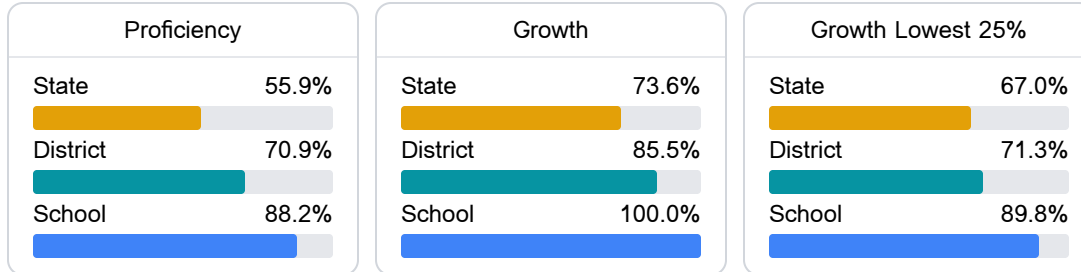 Proficiency
State 55.9%
District 70.9%
School 88.2%
Growth
State 73.6%
District 85.5%
School 100.0%
Growth Lowest 25%
State 67.0%
District 71.3%
School 89.8%